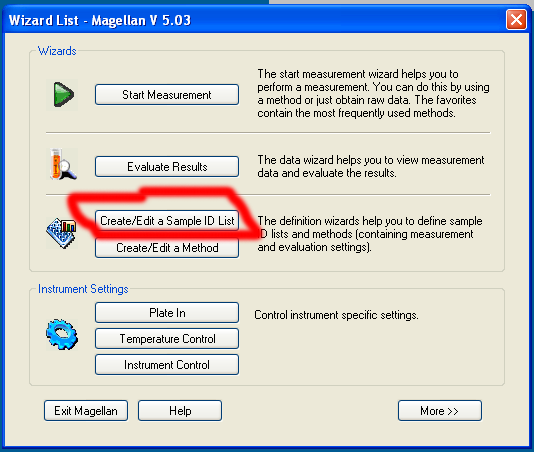 Wizard List - Magellan V 5.03
Wizards
Start Measurement
The start measurement wizard helps you to
perform a measurement. You can do this by using
a method or just obtain raw data. The favorites
contain the most frequently used methods.
Evaluate Results
The data wizard helps you to view measurement
data and evaluate the results.
Create/Edit a Sample ID List
Create/Edit a Method
The definition wizards help you to define sample
ID lists and methods (containing measurement
and evaluation settings).
Instrument Settings
Plate In
Control instrument specific settings.
Temperature Control
Instrument Control
Exit Magellan
Help
More >>